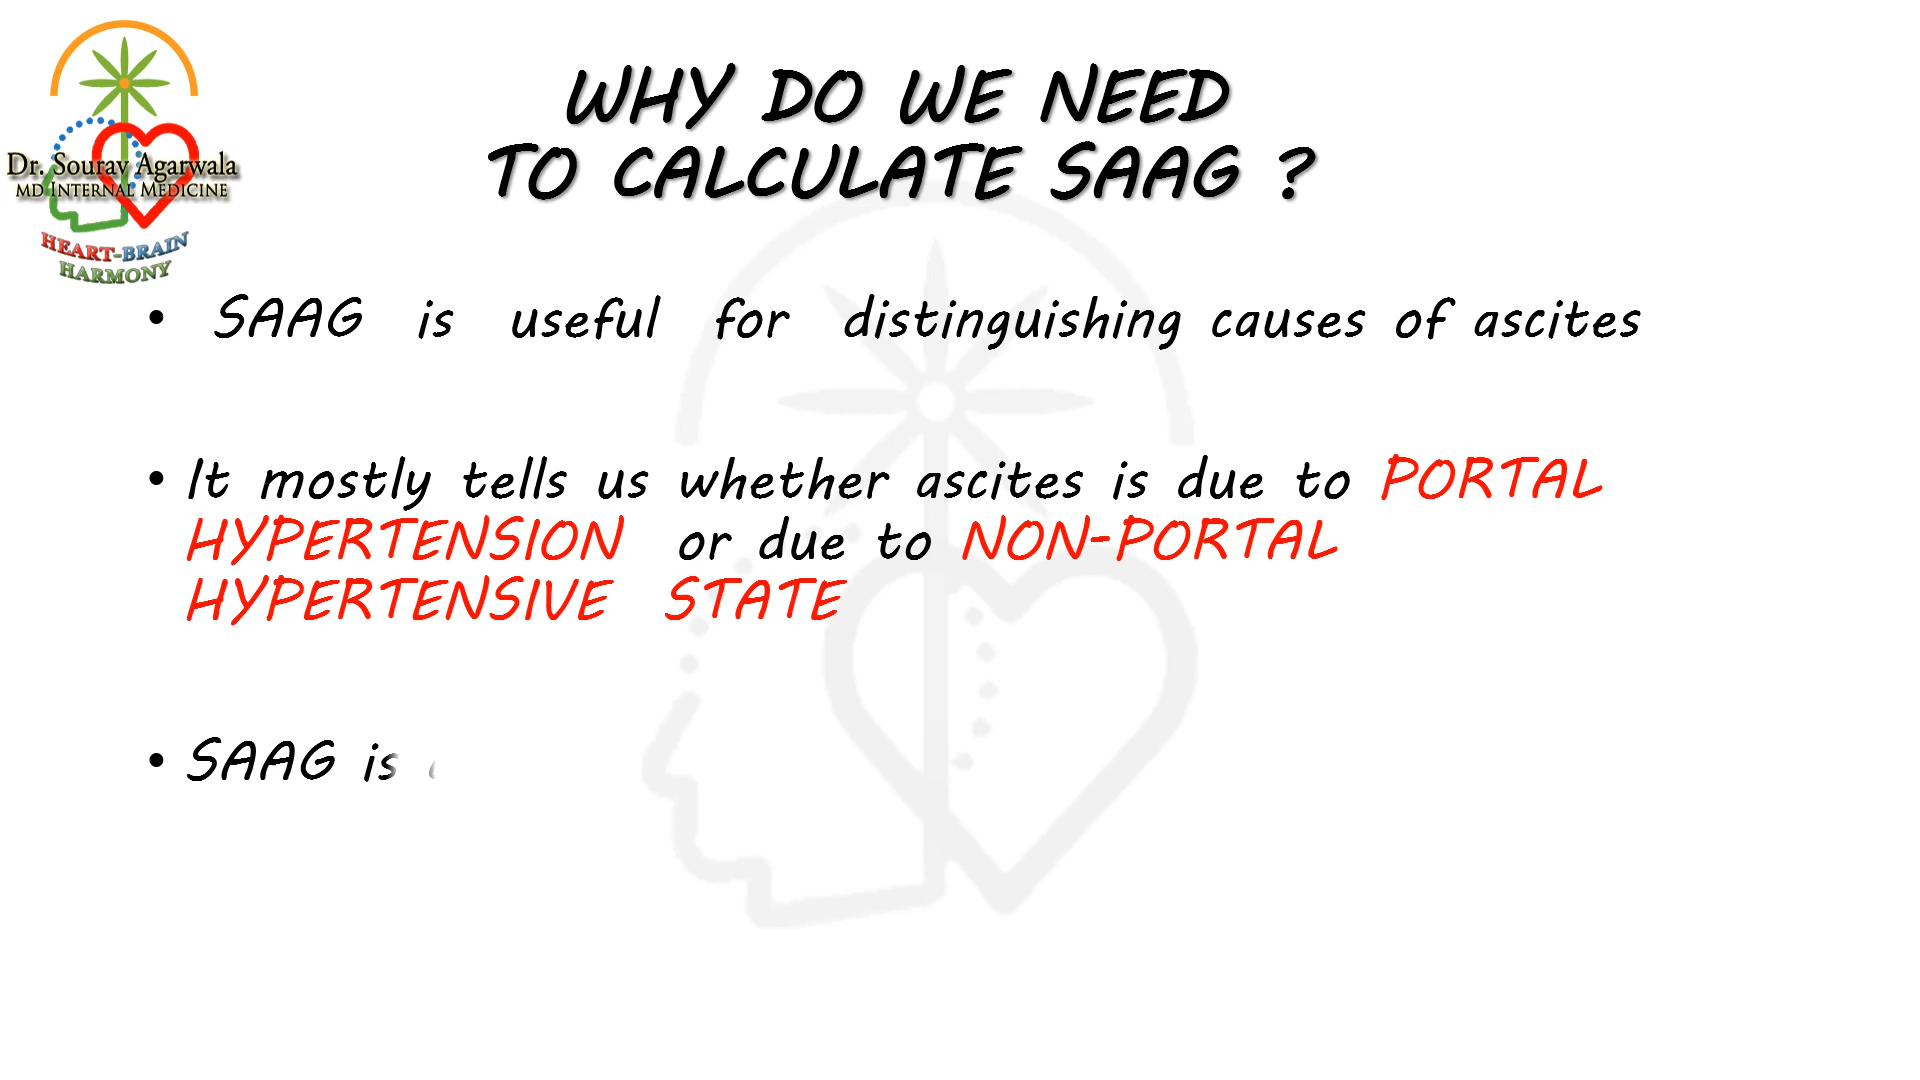 Dr. Sourav Agarwala
MD INTERNAL MEDICINE
HEART-BRAIN
HARMONY
WHY DO WE NEED
TO CALCULATE SAAG ?
• SAAG is useful for distinguishing causes of ascites
• It mostly tells us whether ascites is due to PORTAL
HYPERTENSION or due to NON-PORTAL
HYPERTENSIVE STATE
• SAAG is